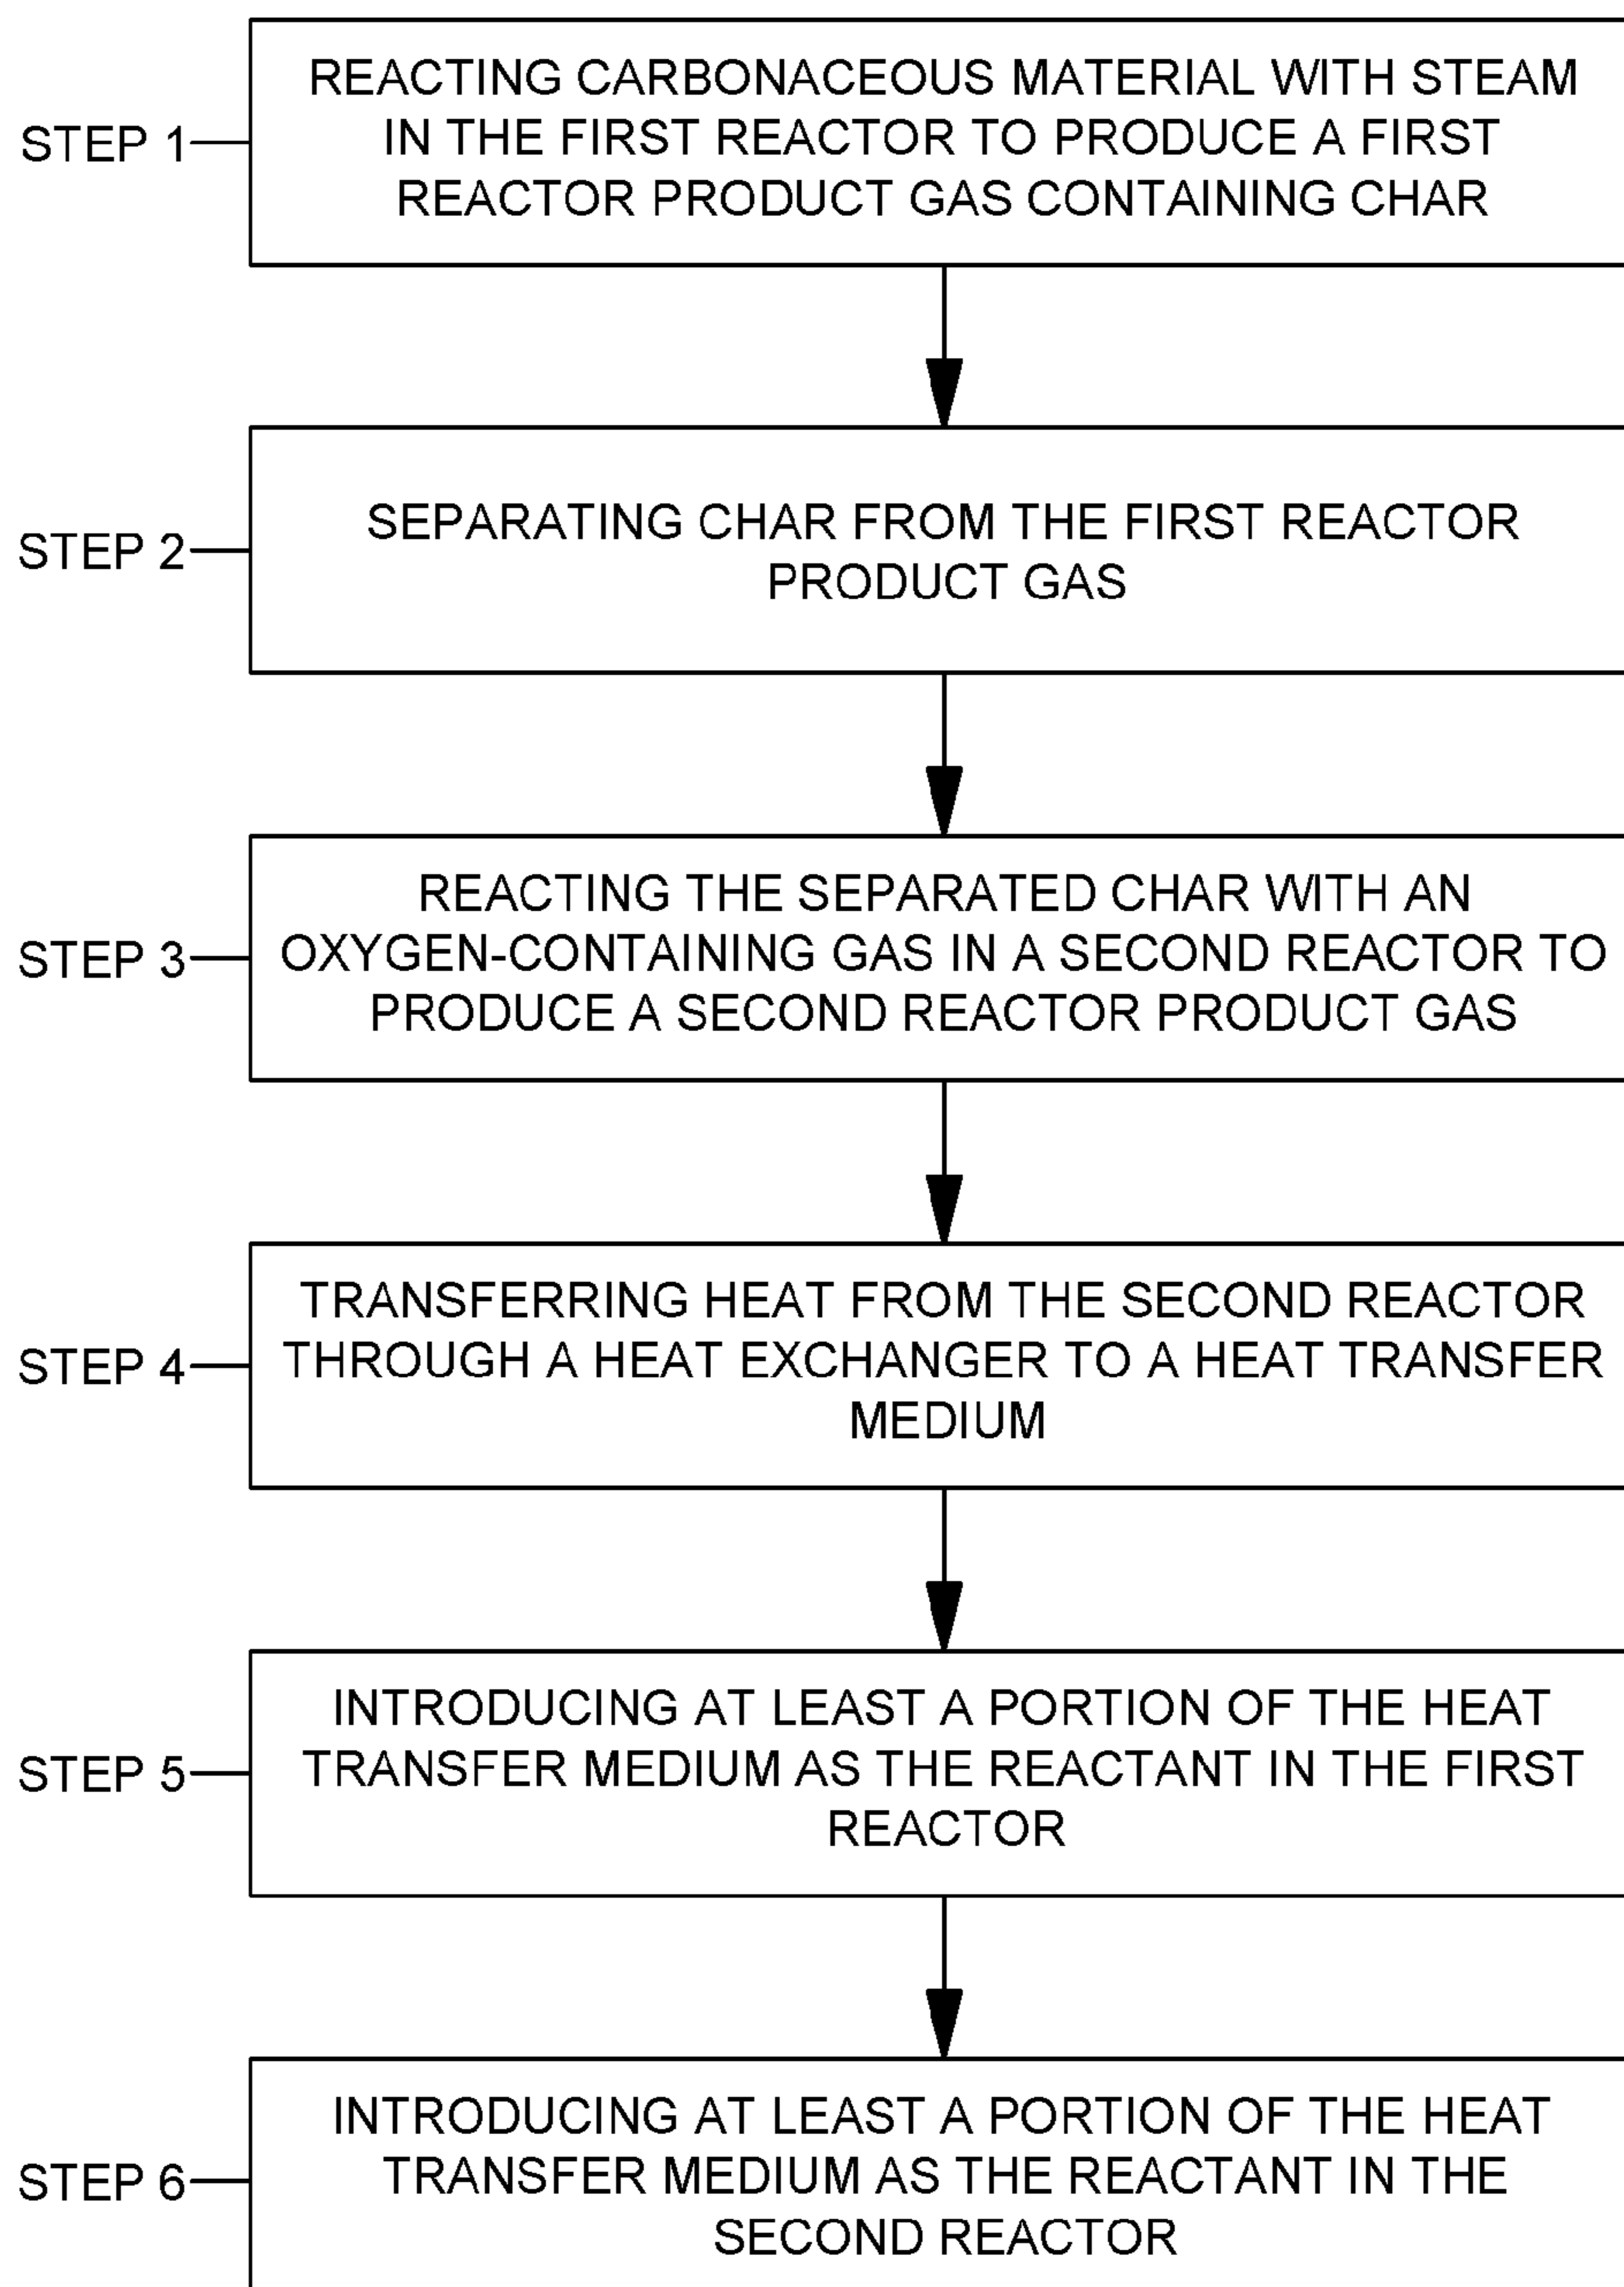 STEP 1
REACTING CARBONACEOUS MATERIAL WITH STEAM
IN THE FIRST REACTOR TO PRODUCE A FIRST
REACTOR PRODUCT GAS CONTAINING CHAR
STEP 2
SEPARATING CHAR FROM THE FIRST REACTOR
PRODUCT GAS
STEP 3
REACTING THE SEPARATED CHAR WITH AN
OXYGEN-CONTAINING GAS IN A SECOND REACTOR TO
PRODUCE A SECOND REACTOR PRODUCT GAS
STEP 4
TRANSFERRING HEAT FROM THE SECOND REACTOR
THROUGH A HEAT EXCHANGER TO A HEAT TRANSFER
MEDIUM
STEP 5
INTRODUCING AT LEAST A PORTION OF THE HEAT
TRANSFER MEDIUM AS THE REACTANT IN THE FIRST
REACTOR
STEP 6
INTRODUCING AT LEAST A PORTION OF THE HEAT
TRANSFER MEDIUM AS THE REACTANT IN THE
SECOND REACTOR